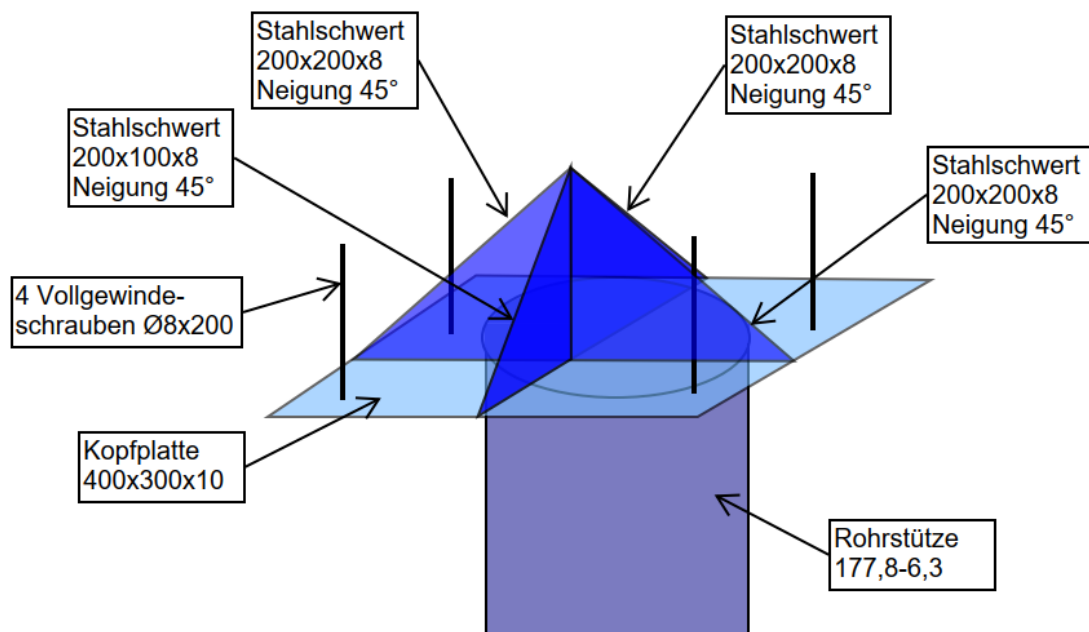 Stahlschwert
200x200x8
Neigung 45°
Stahlschwert
200x200x8
Neigung 45°
Stahlschwert
200x100x8
Neigung 45°
Stahlschwert
200x200x8
Neigung 45°
4 Vollgewinde-
schrauben Ø8x200
Kopfplatte
400x300x10
Rohrstütze
177,8-6,3